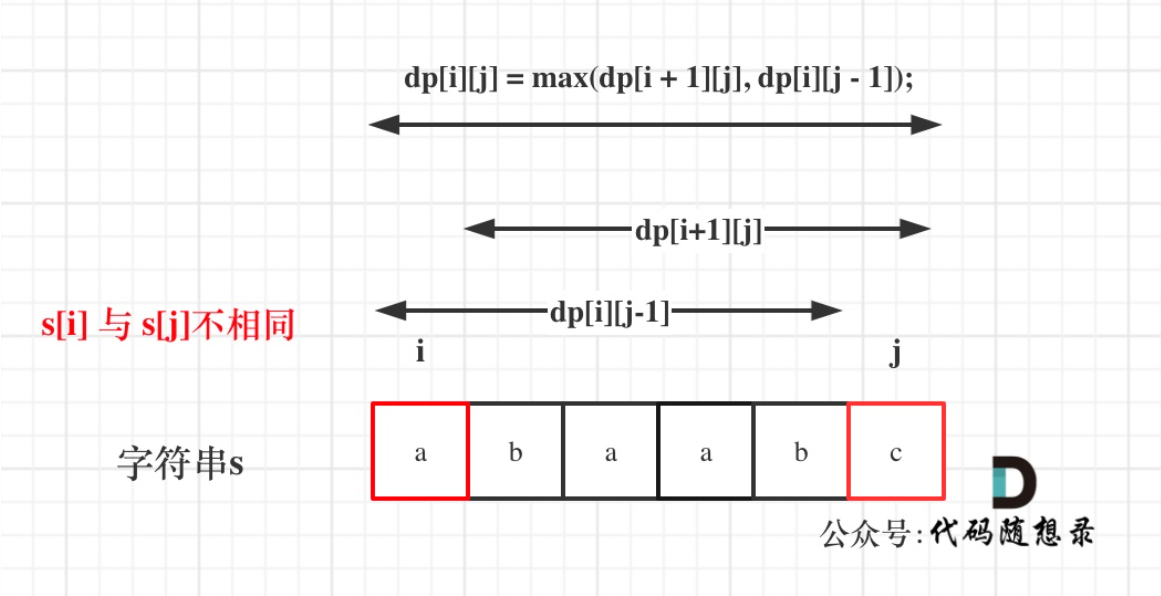 dp[i][j] = max(dp[i + 1][j], dp[i][j - 1]);
dp[i+1][j]
dp[i][j-1]
s[i] 与 s[j]不相同
i j
字符串s a b a a b c
公众号:代码随想录